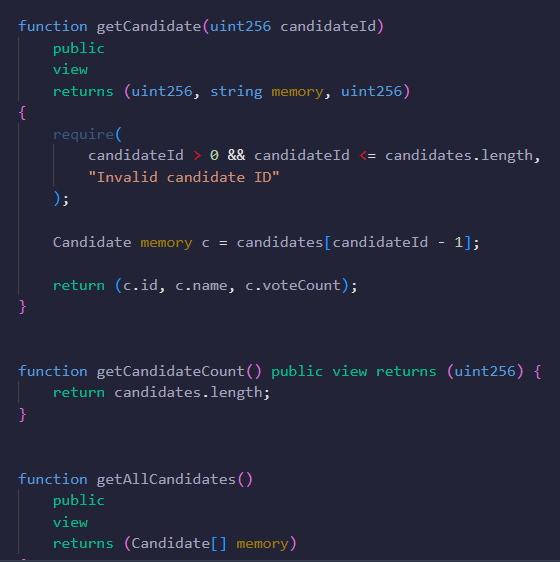 function getCandidate(uint256 candidateId)
    public
    view
    returns (uint256, string memory, uint256)
{
    require(
        candidateId > 0 && candidateId <= candidates.length,
        "Invalid candidate ID"
    );
    Candidate memory c = candidates[candidateId - 1];
    return (c.id, c.name, c.voteCount);
}
function getCandidateCount() public view returns (uint256) {
    return candidates.length;
}
function getAllCandidates()
    public
    view
    returns (Candidate[] memory)